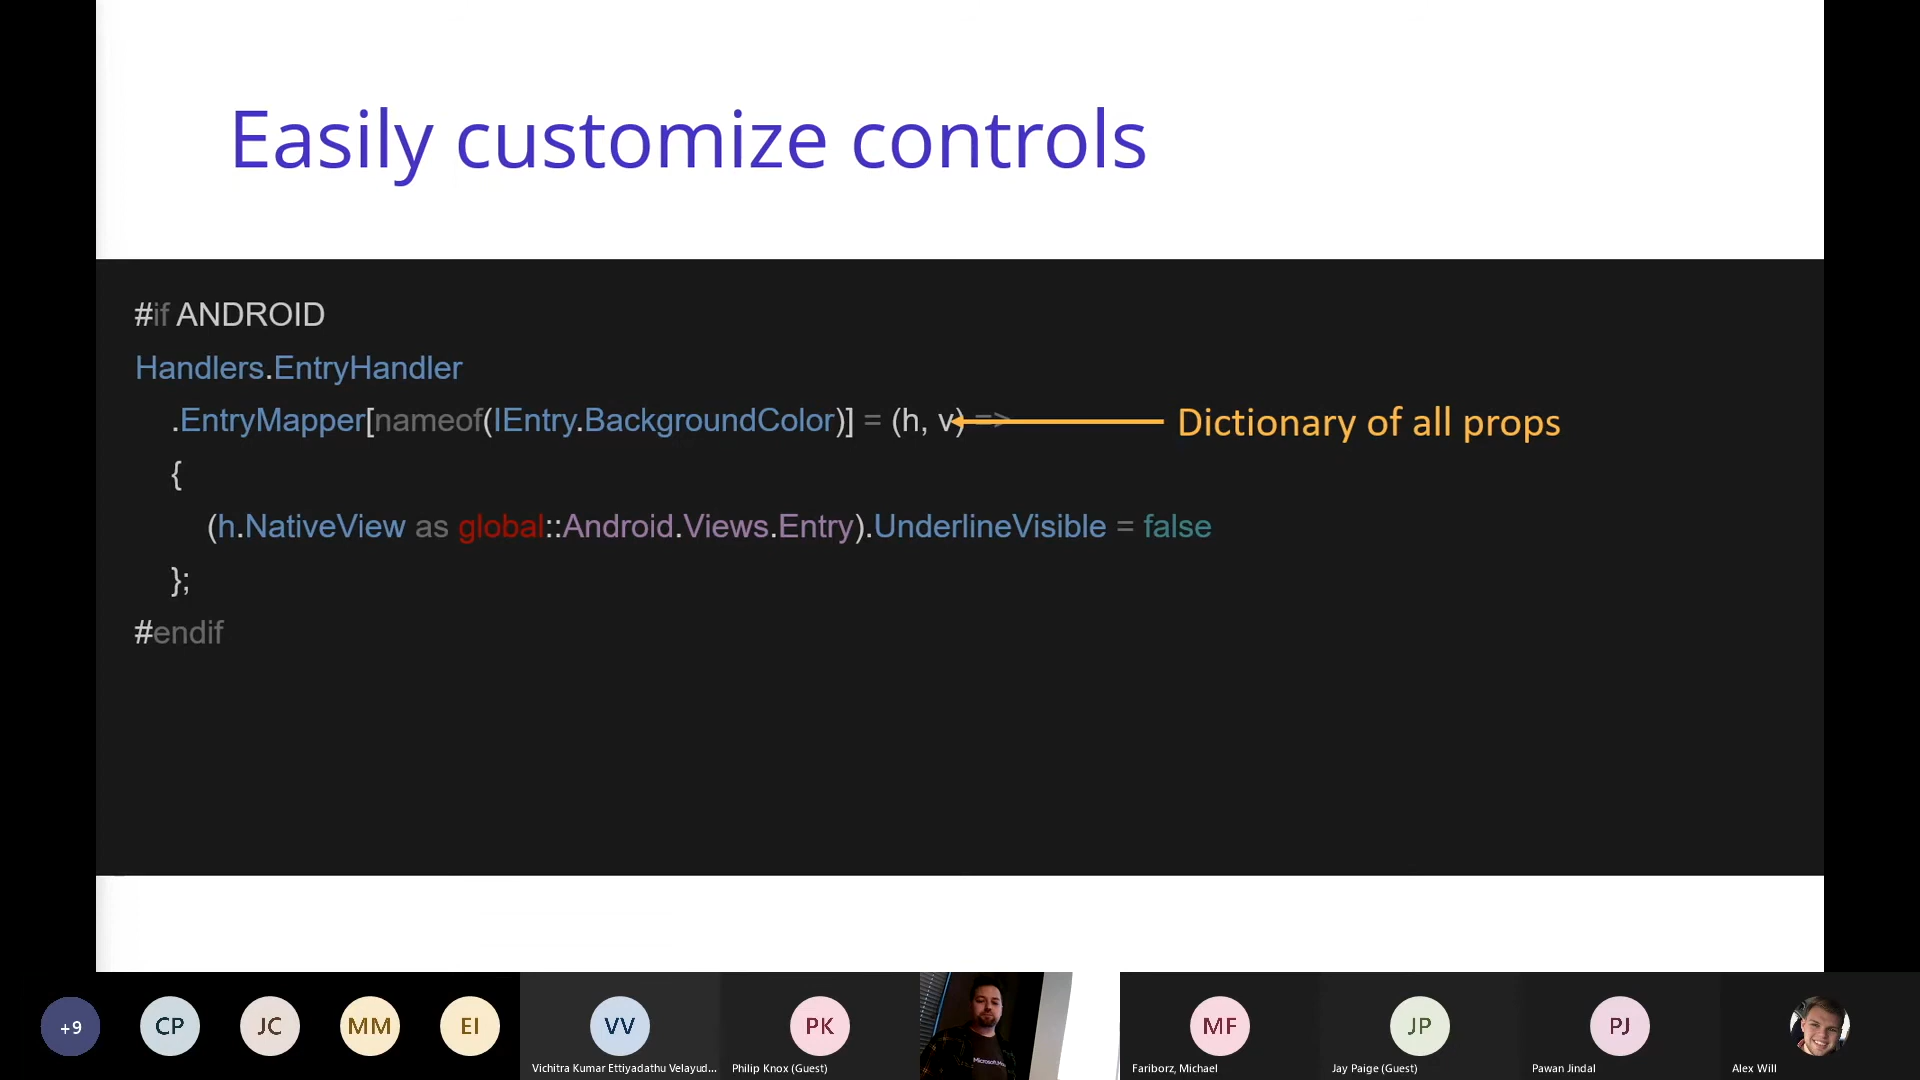 Easily customize controls
#if ANDROID
Handlers.EntryHandler
.EntryMapper[nameof(IEntry.BackgroundColor)] = (h, v) =>
Dictionary of all props
{
(h.NativeView as global::Android.Views.Entry).UnderlineVisible = false
};
#endif
+9
CP
JC
MM
EI
VV
PK
MF
JP
PJ
Vichitra Kumar Ettiyadathu Velayud...
Philip Knox (Guest)
Fariborz, Michael
Jay Paige (Guest)
Pawan Jindal
Alex Will